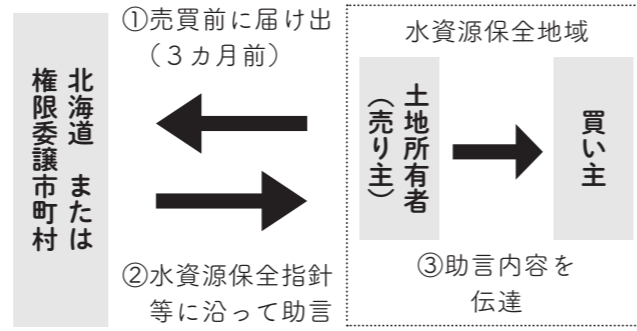 ①売買前に届け出
（３カ月前）
北海道　または
権限委譲市町村
②水資源保全指針
等に沿って助言
水資源保全地域
土地所有者
（売り主）
買い主
③助言内容を
伝達